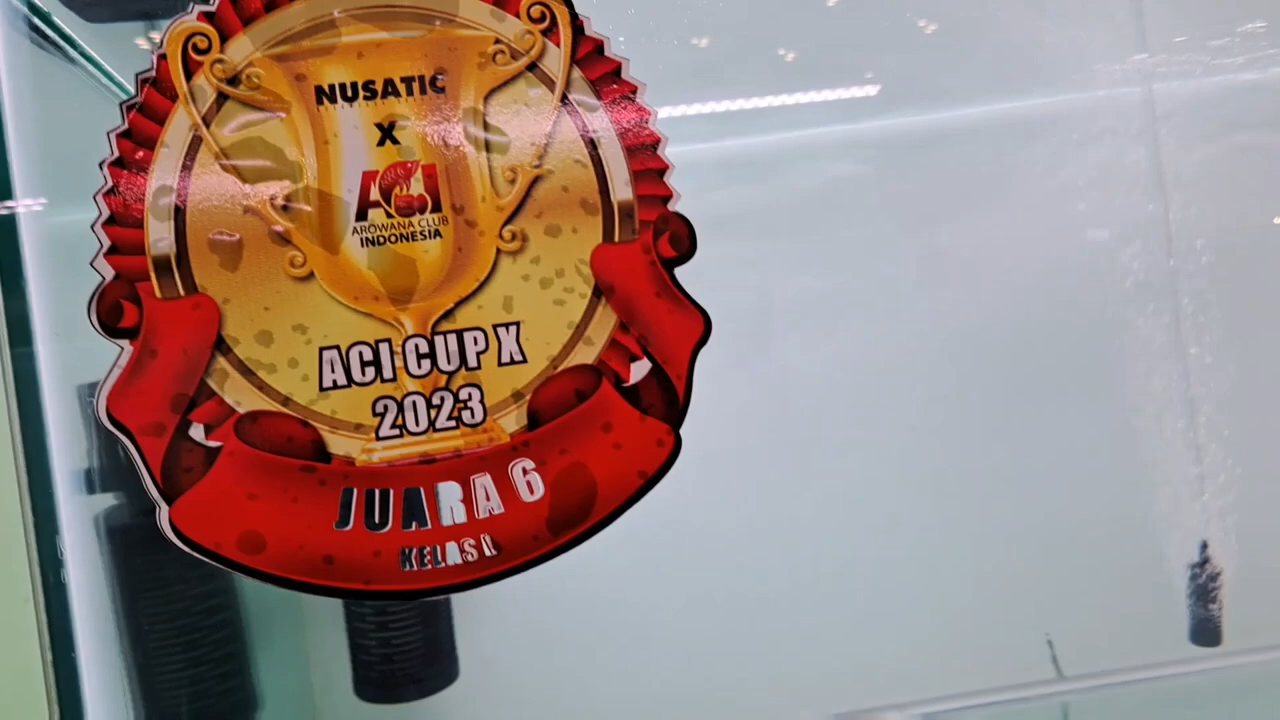 NUSATIC
X
ACI
AROWANA CLUB
INDONESIA
ACI CUP X
2023
JUARA 6
KELAS L